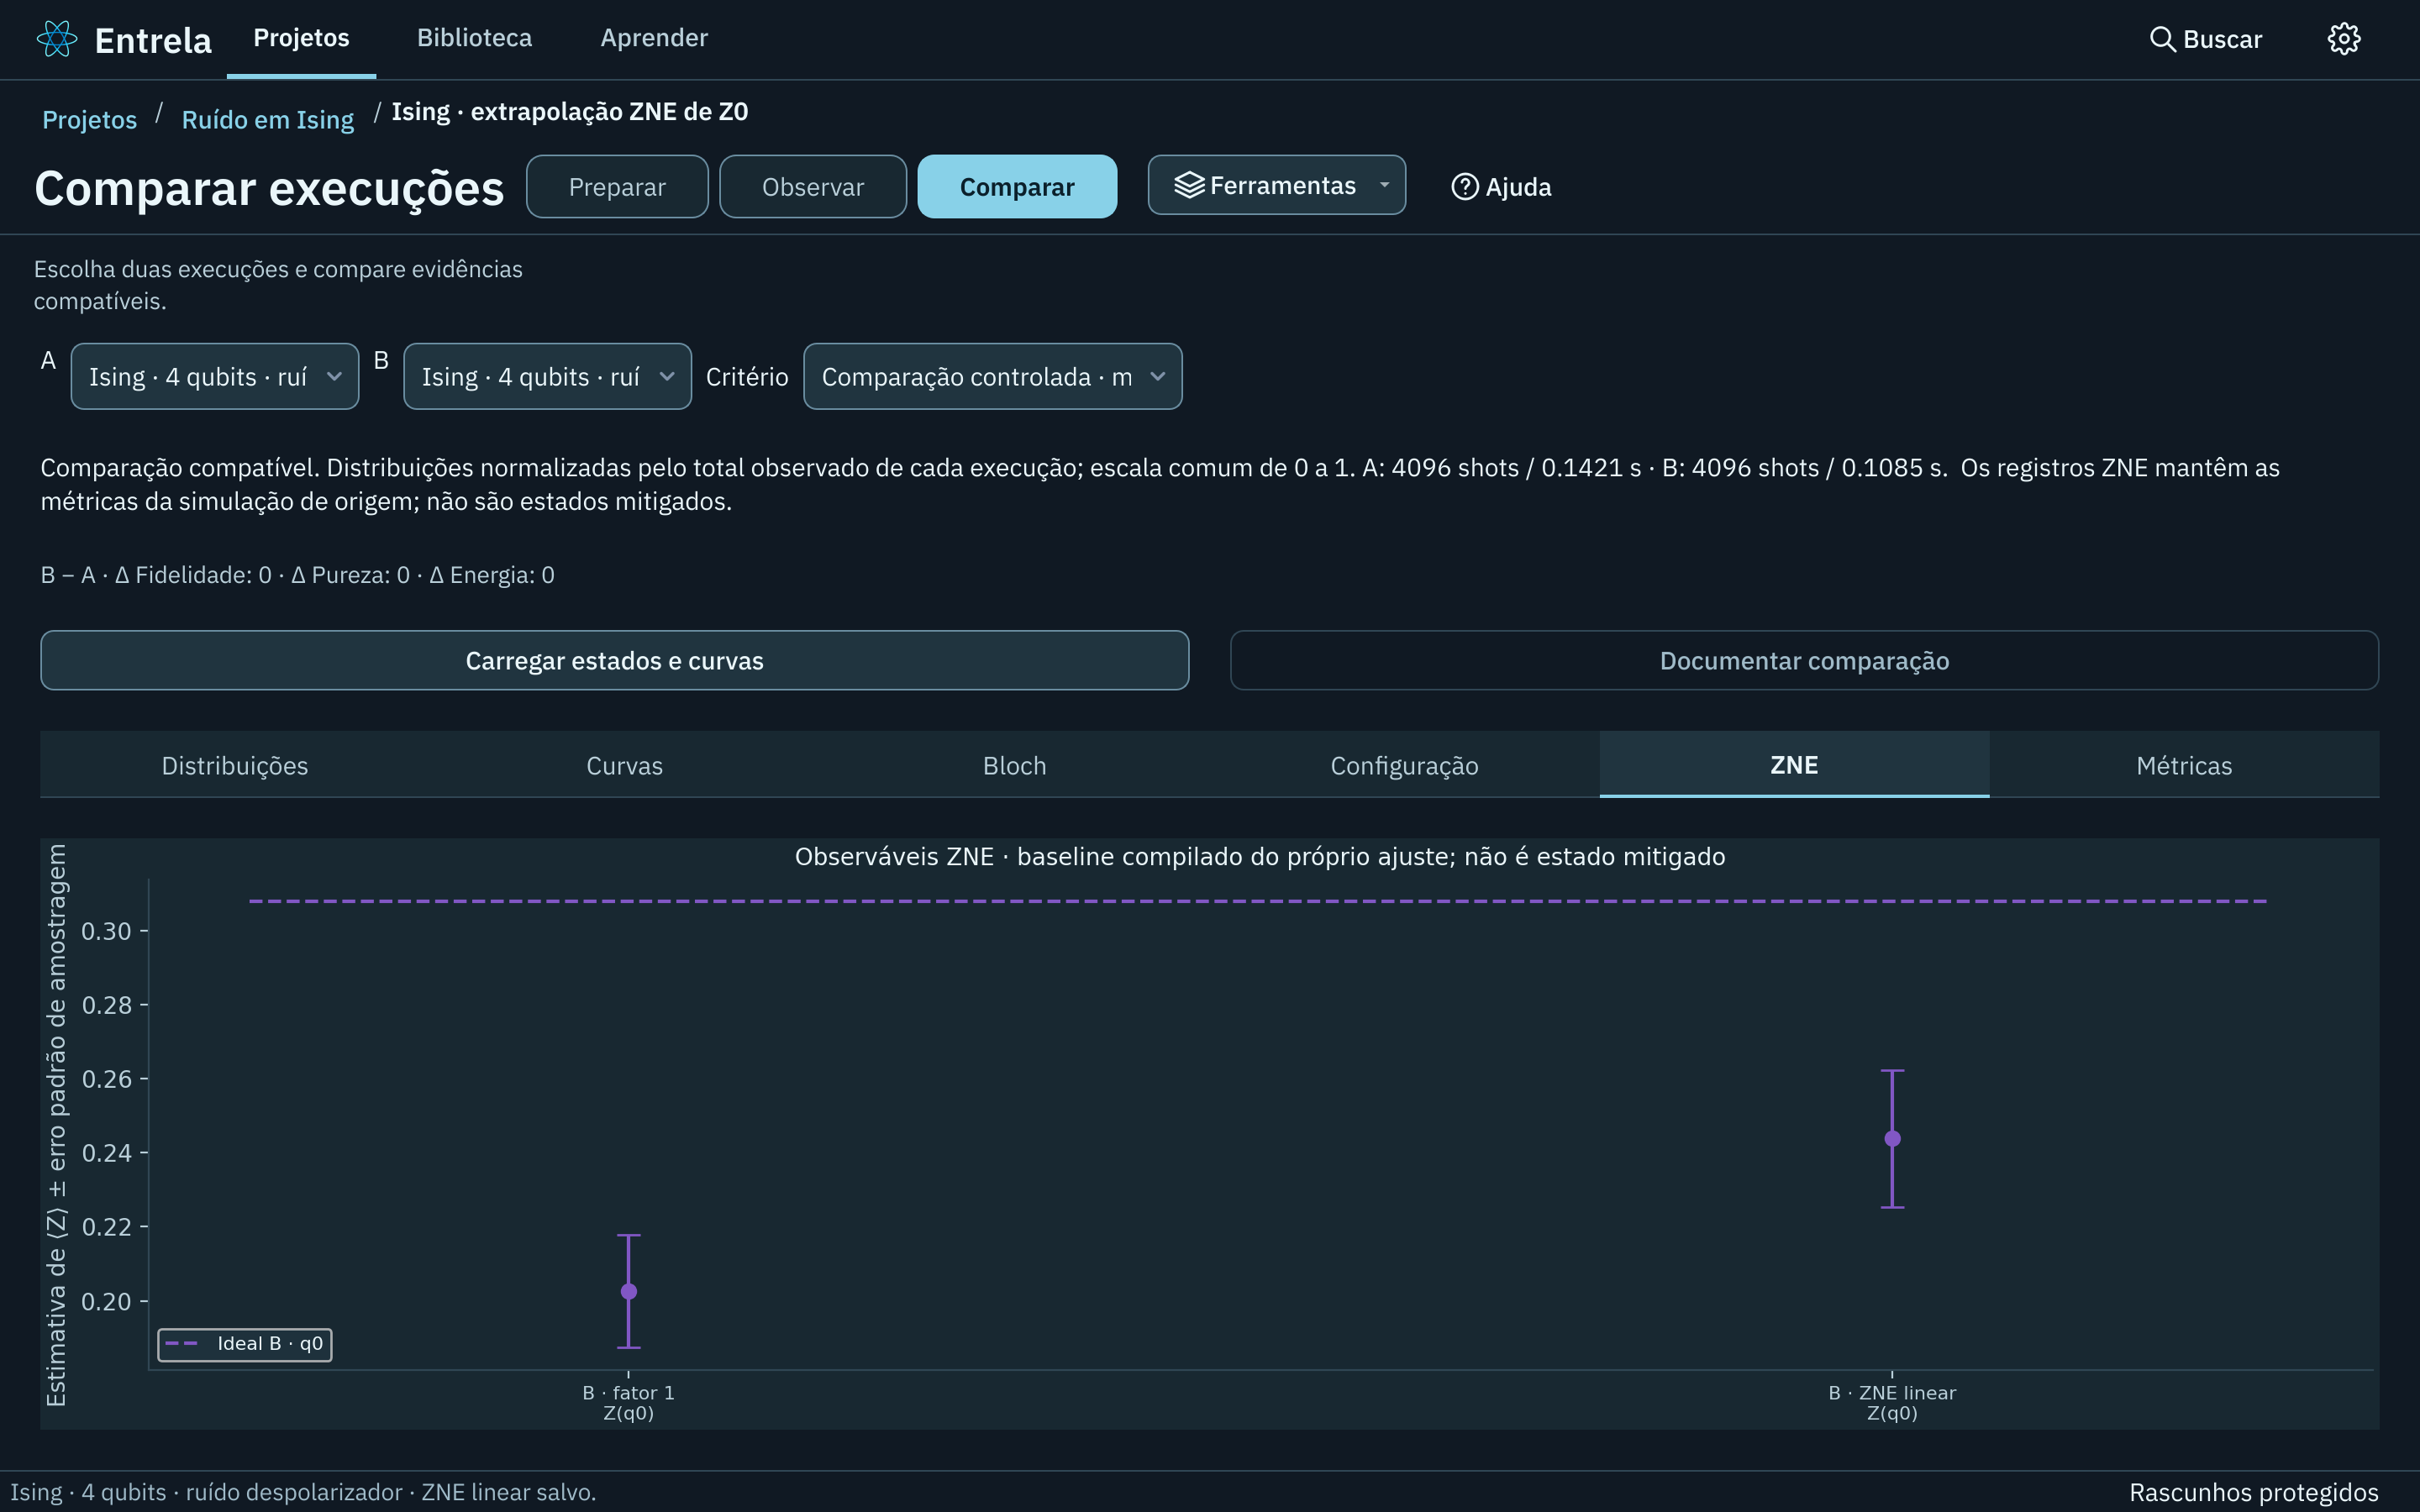 Entrela
Projetos
Biblioteca
Aprender
Buscar
Projetos / Ruído em Ising / Ising · extrapolação ZNE de Z0
Comparar execuções
Preparar
Observar
Comparar
Ferramentas
Ajuda
Escolha duas execuções e compare evidências
compatíveis.
A
Ising · 4 qubits · ruí
B
Ising · 4 qubits · ruí
Critério
Comparação controlada · m
Comparação compatível. Distribuições normalizadas pelo total observado de cada execução; escala comum de 0 a 1. A: 4096 shots / 0.1421 s · B: 4096 shots / 0.1085 s.  Os registros ZNE mantêm as
métricas da simulação de origem; não são estados mitigados.
B – A · Δ Fidelidade: 0 · Δ Pureza: 0 · Δ Energia: 0
Carregar estados e curvas
Documentar comparação
Distribuições
Curvas
Bloch
Configuração
ZNE
Métricas
Observáveis ZNE · baseline compilado do próprio ajuste; não é estado mitigado
Estimativa de ⟨Z⟩ ± erro padrão de amostragem
0.30
0.28
0.26
0.24
0.22
0.20
Ideal B · q0
B · fator 1
Z(q0)
B · ZNE linear
Z(q0)
Ising · 4 qubits · ruído despolarizador · ZNE linear salvo.
Rascunhos protegidos